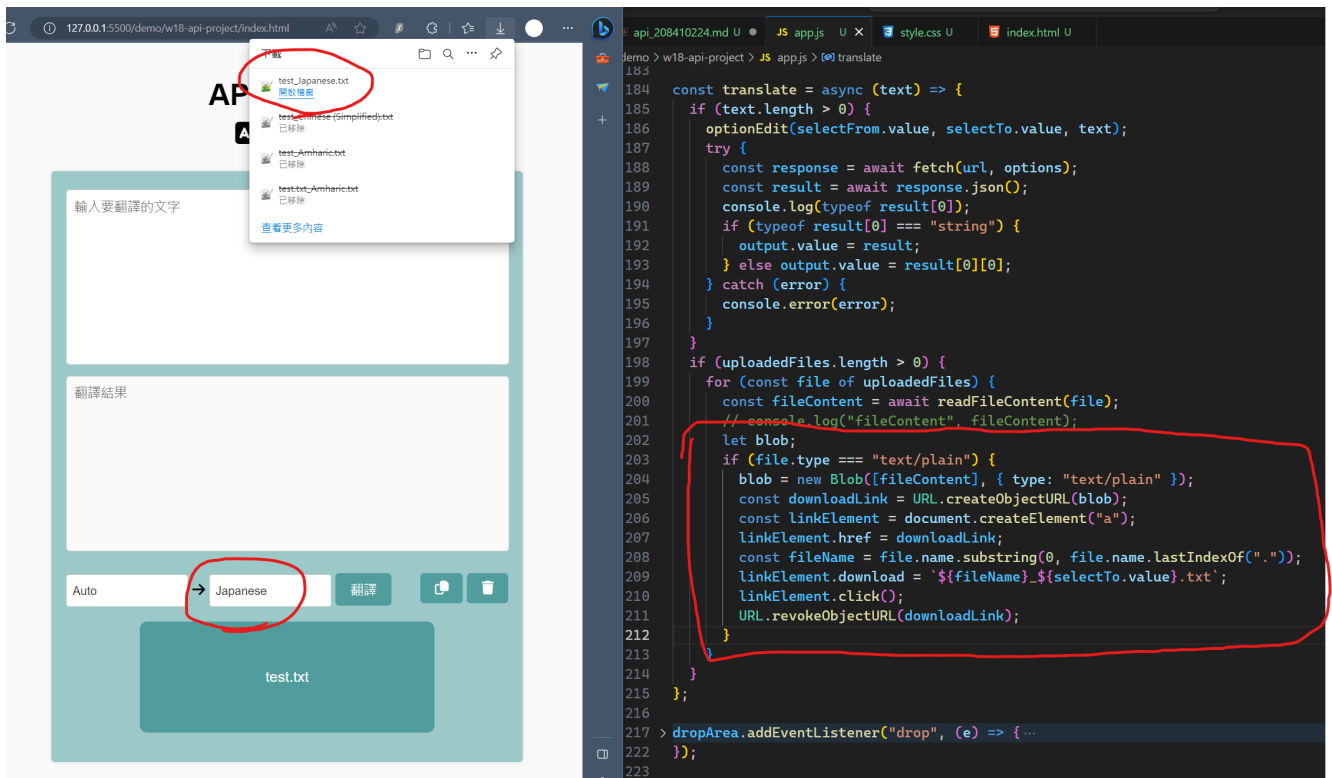 127.0.0.1:5500/demo/w18-api-project/index.html
下載
test_Japanese.txt
開啟檔案
test_Chinese (Simplified).txt
已移除
test_Amharic.txt
已移除
test.txt_Amharic.txt
已移除
查看更多內容
AP
A
輸入要翻譯的文字
翻譯結果
Auto
Japanese
翻譯
test.txt
api_208410224.md U
JS app.js U
style.css U
index.html U
demo > w18-api-project > JS app.js > translate
183
184 const translate = async (text) => {
185 if (text.length > 0) {
186 optionEdit(selectFrom.value, selectTo.value, text);
187 try {
188 const response = await fetch(url, options);
189 const result = await response.json();
190 console.log(typeof result[0]);
191 if (typeof result[0] === "string") {
192 output.value = result;
193 } else output.value = result[0][0];
194 } catch (error) {
195 console.error(error);
196 }
197 }
198 if (uploadedFiles.length > 0) {
199 for (const file of uploadedFiles) {
200 const fileContent = await readFileContent(file);
201 // console.log("fileContent", fileContent);
202 let blob;
203 if (file.type === "text/plain") {
204 blob = new Blob([fileContent], { type: "text/plain" });
205 const downloadLink = URL.createObjectURL(blob);
206 const linkElement = document.createElement("a");
207 linkElement.href = downloadLink;
208 const fileName = file.name.substring(0, file.name.lastIndexOf("."));
209 linkElement.download = `${fileName}_${selectTo.value}.txt`;
210 linkElement.click();
211 URL.revokeObjectURL(downloadLink);
212 }
213 }
214 }
215 };
216
217 > dropArea.addEventListener("drop", (e) => { ···
222 });
223